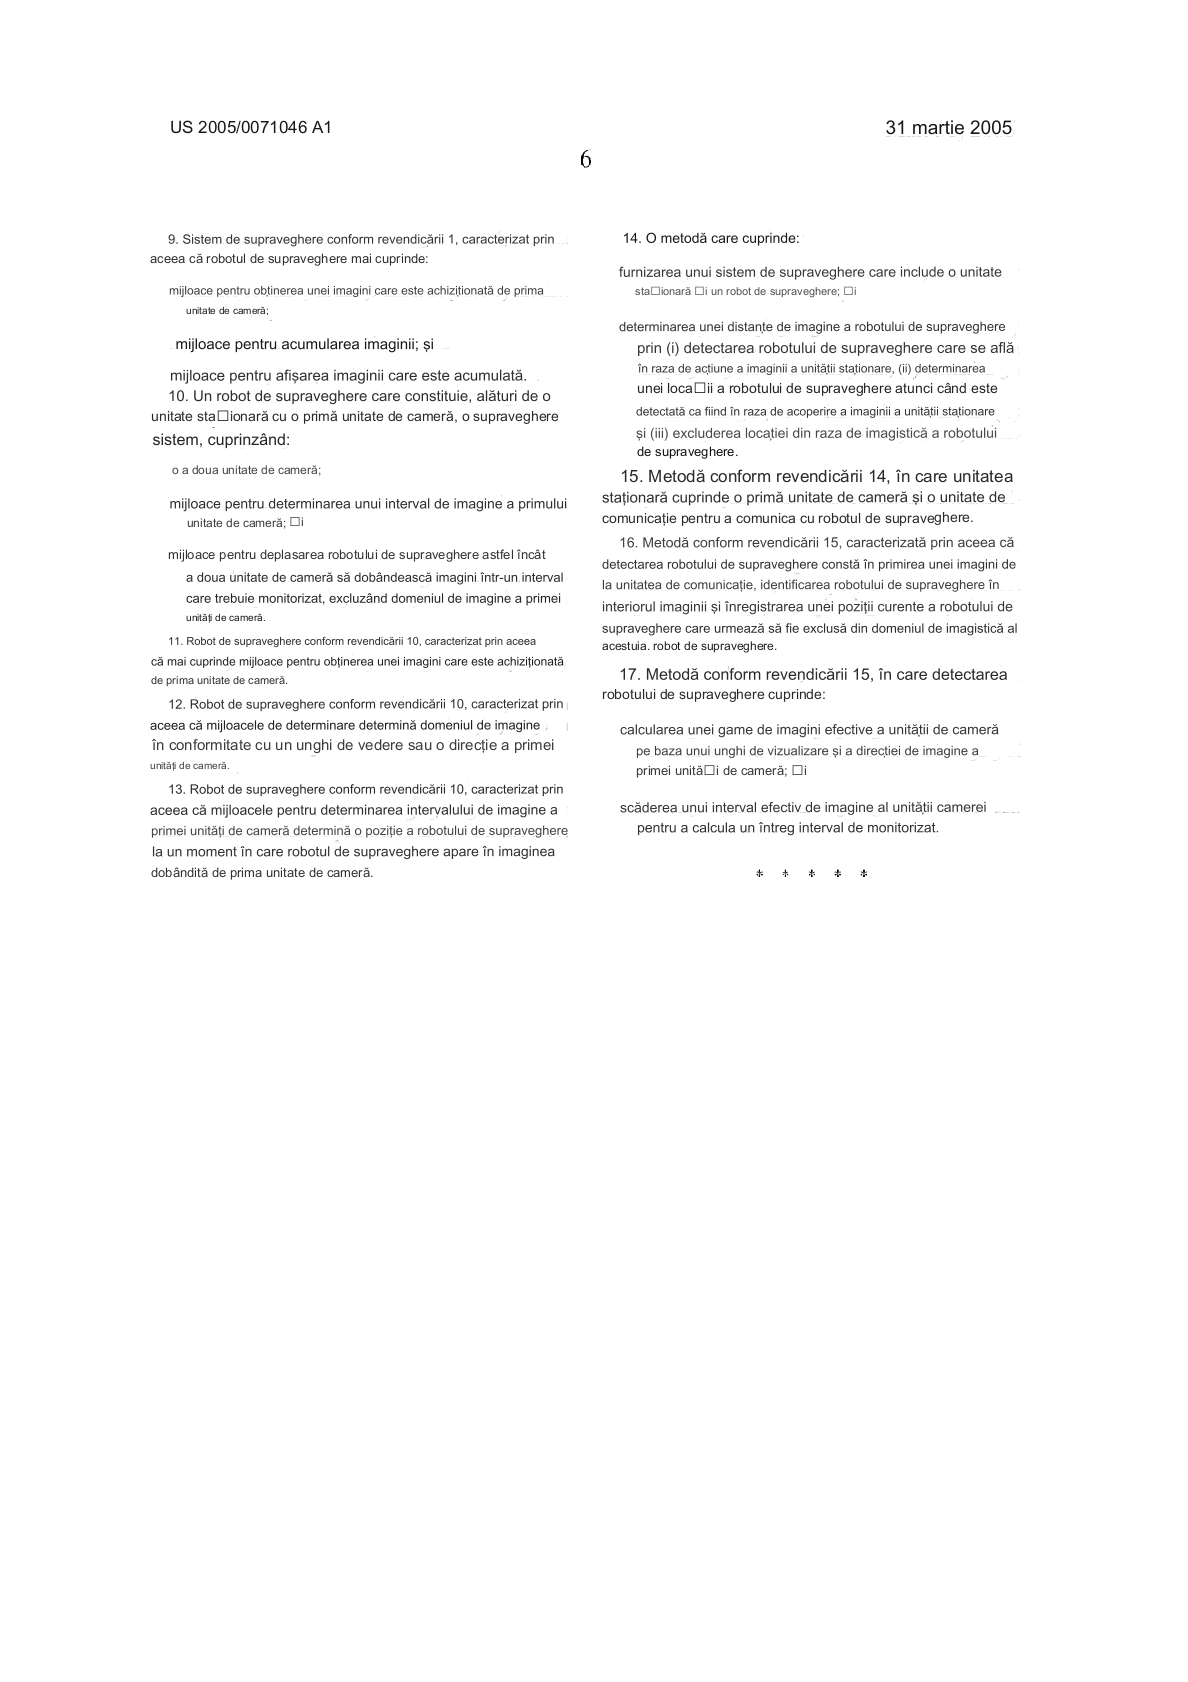 US 2005/0071046 A1
31 martie 2005
6
9. Sistem de supraveghere conform revendicării 1, caracterizat prin
aceea că robotul de supraveghere mai cuprinde:
mijloace pentru obținerea unei imagini care este achiziționată de prima
unitate de cameră;
mijloace pentru acumularea imaginii; și
mijloace pentru afișarea imaginii care este acumulată.
10. Un robot de supraveghere care constituie, alături de o
unitate sta□ionară cu o primă unitate de cameră, o supraveghere
sistem, cuprinzând:
o a doua unitate de cameră;
mijloace pentru determinarea unui interval de imagine a primului
unitate de cameră; □i
mijloace pentru deplasarea robotului de supraveghere astfel încât
a doua unitate de cameră să dobândească imagini într-un interval
care trebuie monitorizat, excluzând domeniul de imagine a primei
unități de cameră.
11. Robot de supraveghere conform revendicării 10, caracterizat prin aceea
că mai cuprinde mijloace pentru obținerea unei imagini care este achiziționată
de prima unitate de cameră.
12. Robot de supraveghere conform revendicării 10, caracterizat prin
aceea că mijloacele de determinare determină domeniul de imagine
în conformitate cu un unghi de vedere sau o direcție a primei
unități de cameră.
13. Robot de supraveghere conform revendicării 10, caracterizat prin
aceea că mijloacele pentru determinarea intervalului de imagine a
primei unități de cameră determină o poziție a robotului de supraveghere
la un moment în care robotul de supraveghere apare în imaginea
dobândită de prima unitate de cameră.
14. O metodă care cuprinde:
furnizarea unui sistem de supraveghere care include o unitate
sta□ionară □i un robot de supraveghere; □i
determinarea unei distanțe de imagine a robotului de supraveghere
prin (i) detectarea robotului de supraveghere care se află
în raza de acțiune a imaginii a unității staționare, (ii) determinarea
unei loca□ii a robotului de supraveghere atunci când este
detectată ca fiind în raza de acoperire a imaginii a unității staționare
și (iii) excluderea locației din raza de imagistică a robotului
de supraveghere.
15. Metodă conform revendicării 14, în care unitatea
staționară cuprinde o primă unitate de cameră și o unitate de
comunicație pentru a comunica cu robotul de supraveghere.
16. Metodă conform revendicării 15, caracterizată prin aceea că
detectarea robotului de supraveghere constă în primirea unei imagini de
la unitatea de comunicație, identificarea robotului de supraveghere în
interiorul imaginii și înregistrarea unei poziții curente a robotului de
supraveghere care urmează să fie exclusă din domeniul de imagistică al
acestuia. robot de supraveghere.
17. Metodă conform revendicării 15, în care detectarea
robotului de supraveghere cuprinde:
calcularea unei game de imagini efective a unității de cameră
pe baza unui unghi de vizualizare și a direcției de imagine a
primei unită□i de cameră; □i
scăderea unui interval efectiv de imagine al unității camerei
pentru a calcula un întreg interval de monitorizat.
* * * * *